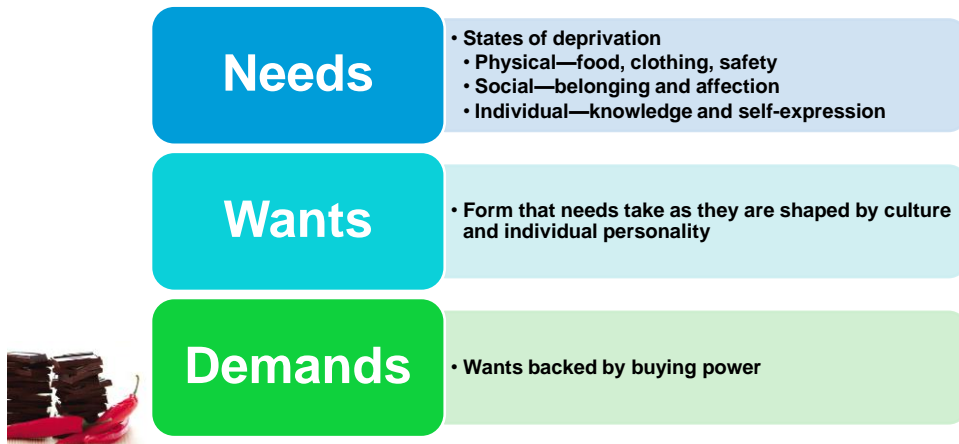 Needs
• States of deprivation
• Physical—food, clothing, safety
• Social—belonging and affection
• Individual—knowledge and self-expression
Wants
• Form that needs take as they are shaped by culture
and individual personality
Demands
• Wants backed by buying power